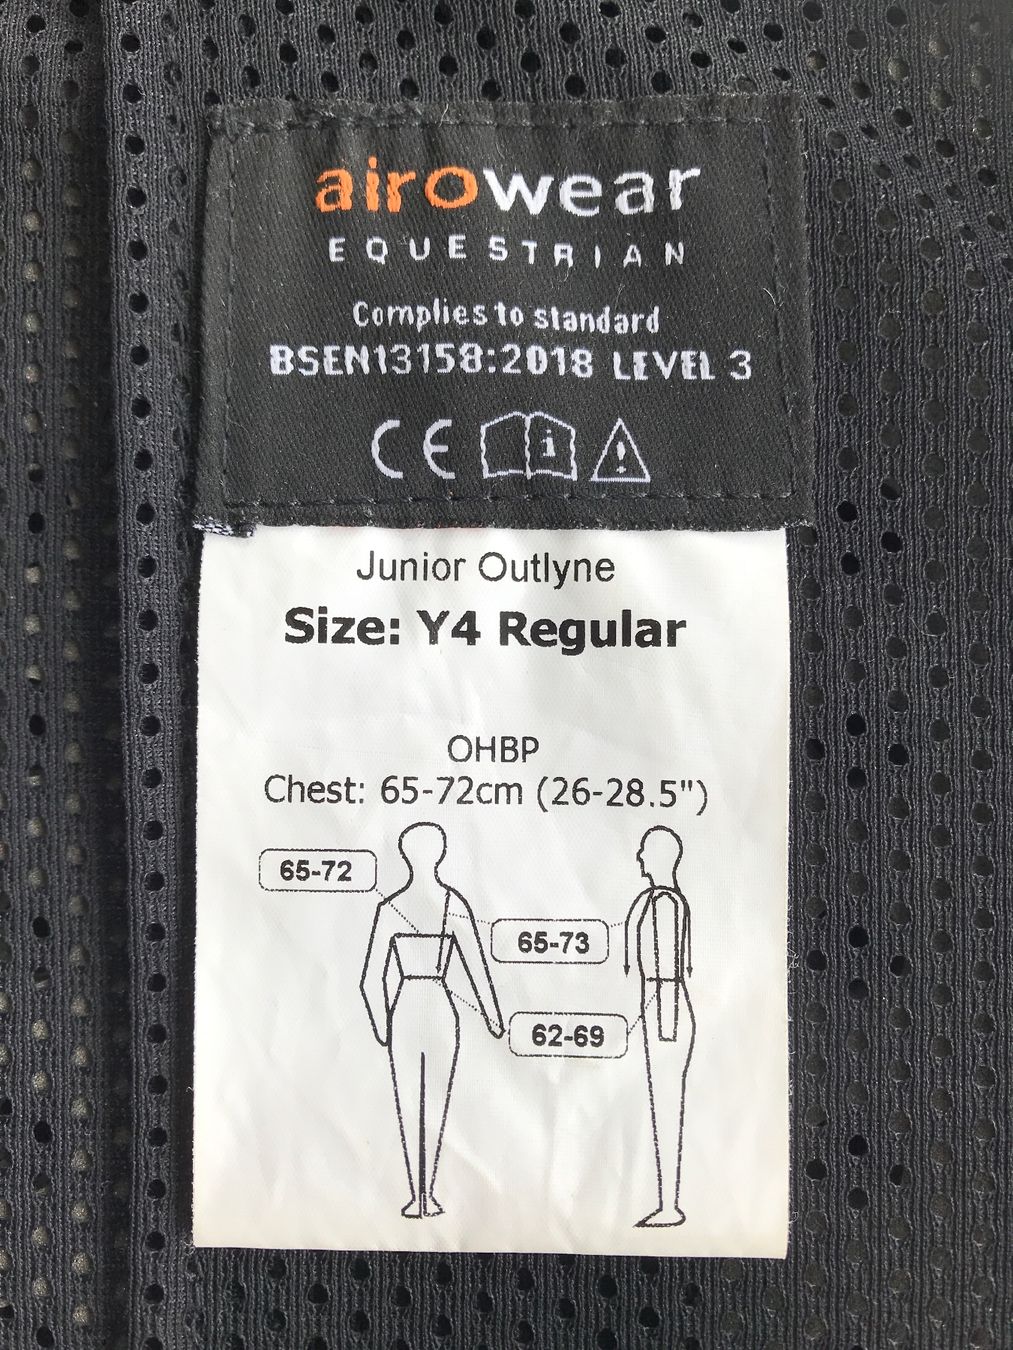 airowear
EQUESTRIAN
Complies to standard
BSEN13158:2018 LEVEL 3
CE i !
Junior Outlyne
Size: Y4 Regular
OHBP
Chest: 65-72cm (26-28.5")
65-72
65-73
62-69